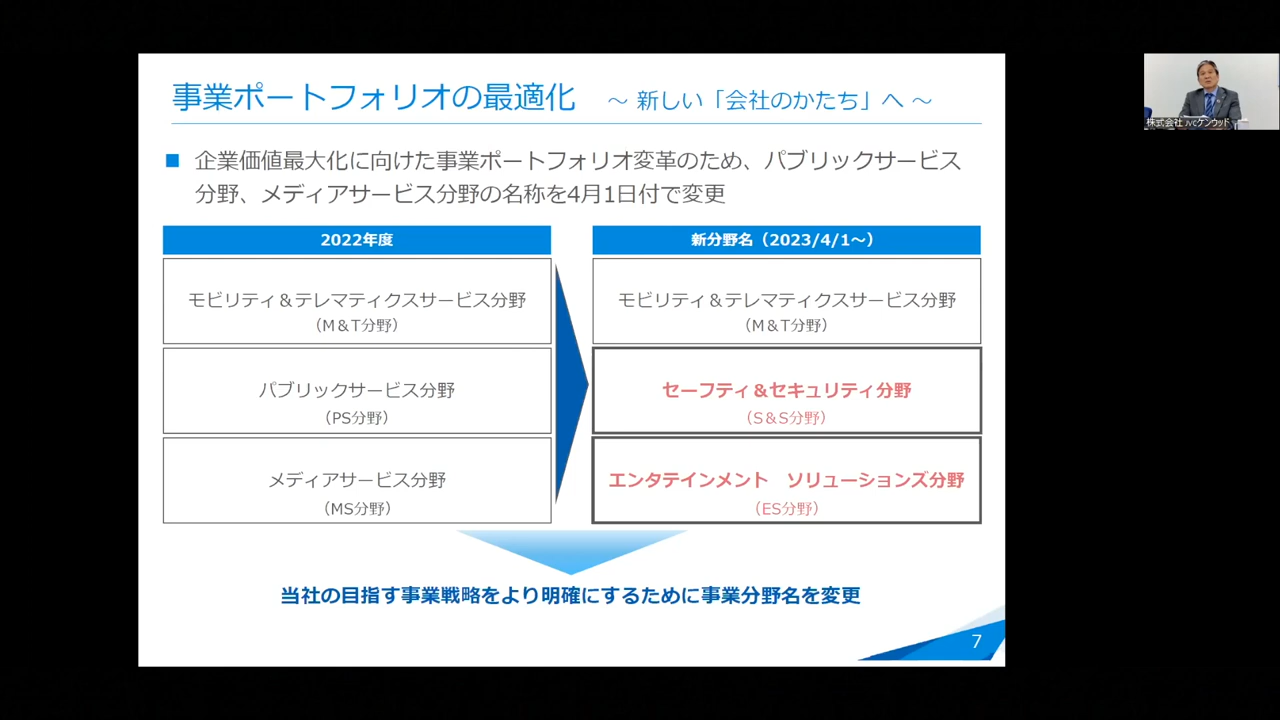 事業ポートフォリオの最適化 ～ 新しい「会社のかたち」へ ～
■ 企業価値最大化に向けた事業ポートフォリオ変革のため、パブリックサービス
分野、メディアサービス分野の名称を4月1日付で変更
2022年度
新分野名（2023/4/1～）
モビリティ＆テレマティクスサービス分野
（M＆T分野）
モビリティ＆テレマティクスサービス分野
（M＆T分野）
パブリックサービス分野
（PS分野）
セーフティ＆セキュリティ分野
（S＆S分野）
メディアサービス分野
（MS分野）
エンタテインメント　ソリューションズ分野
（ES分野）
当社の目指す事業戦略をより明確にするために事業分野名を変更
7
株式会社 JVCケンウッド